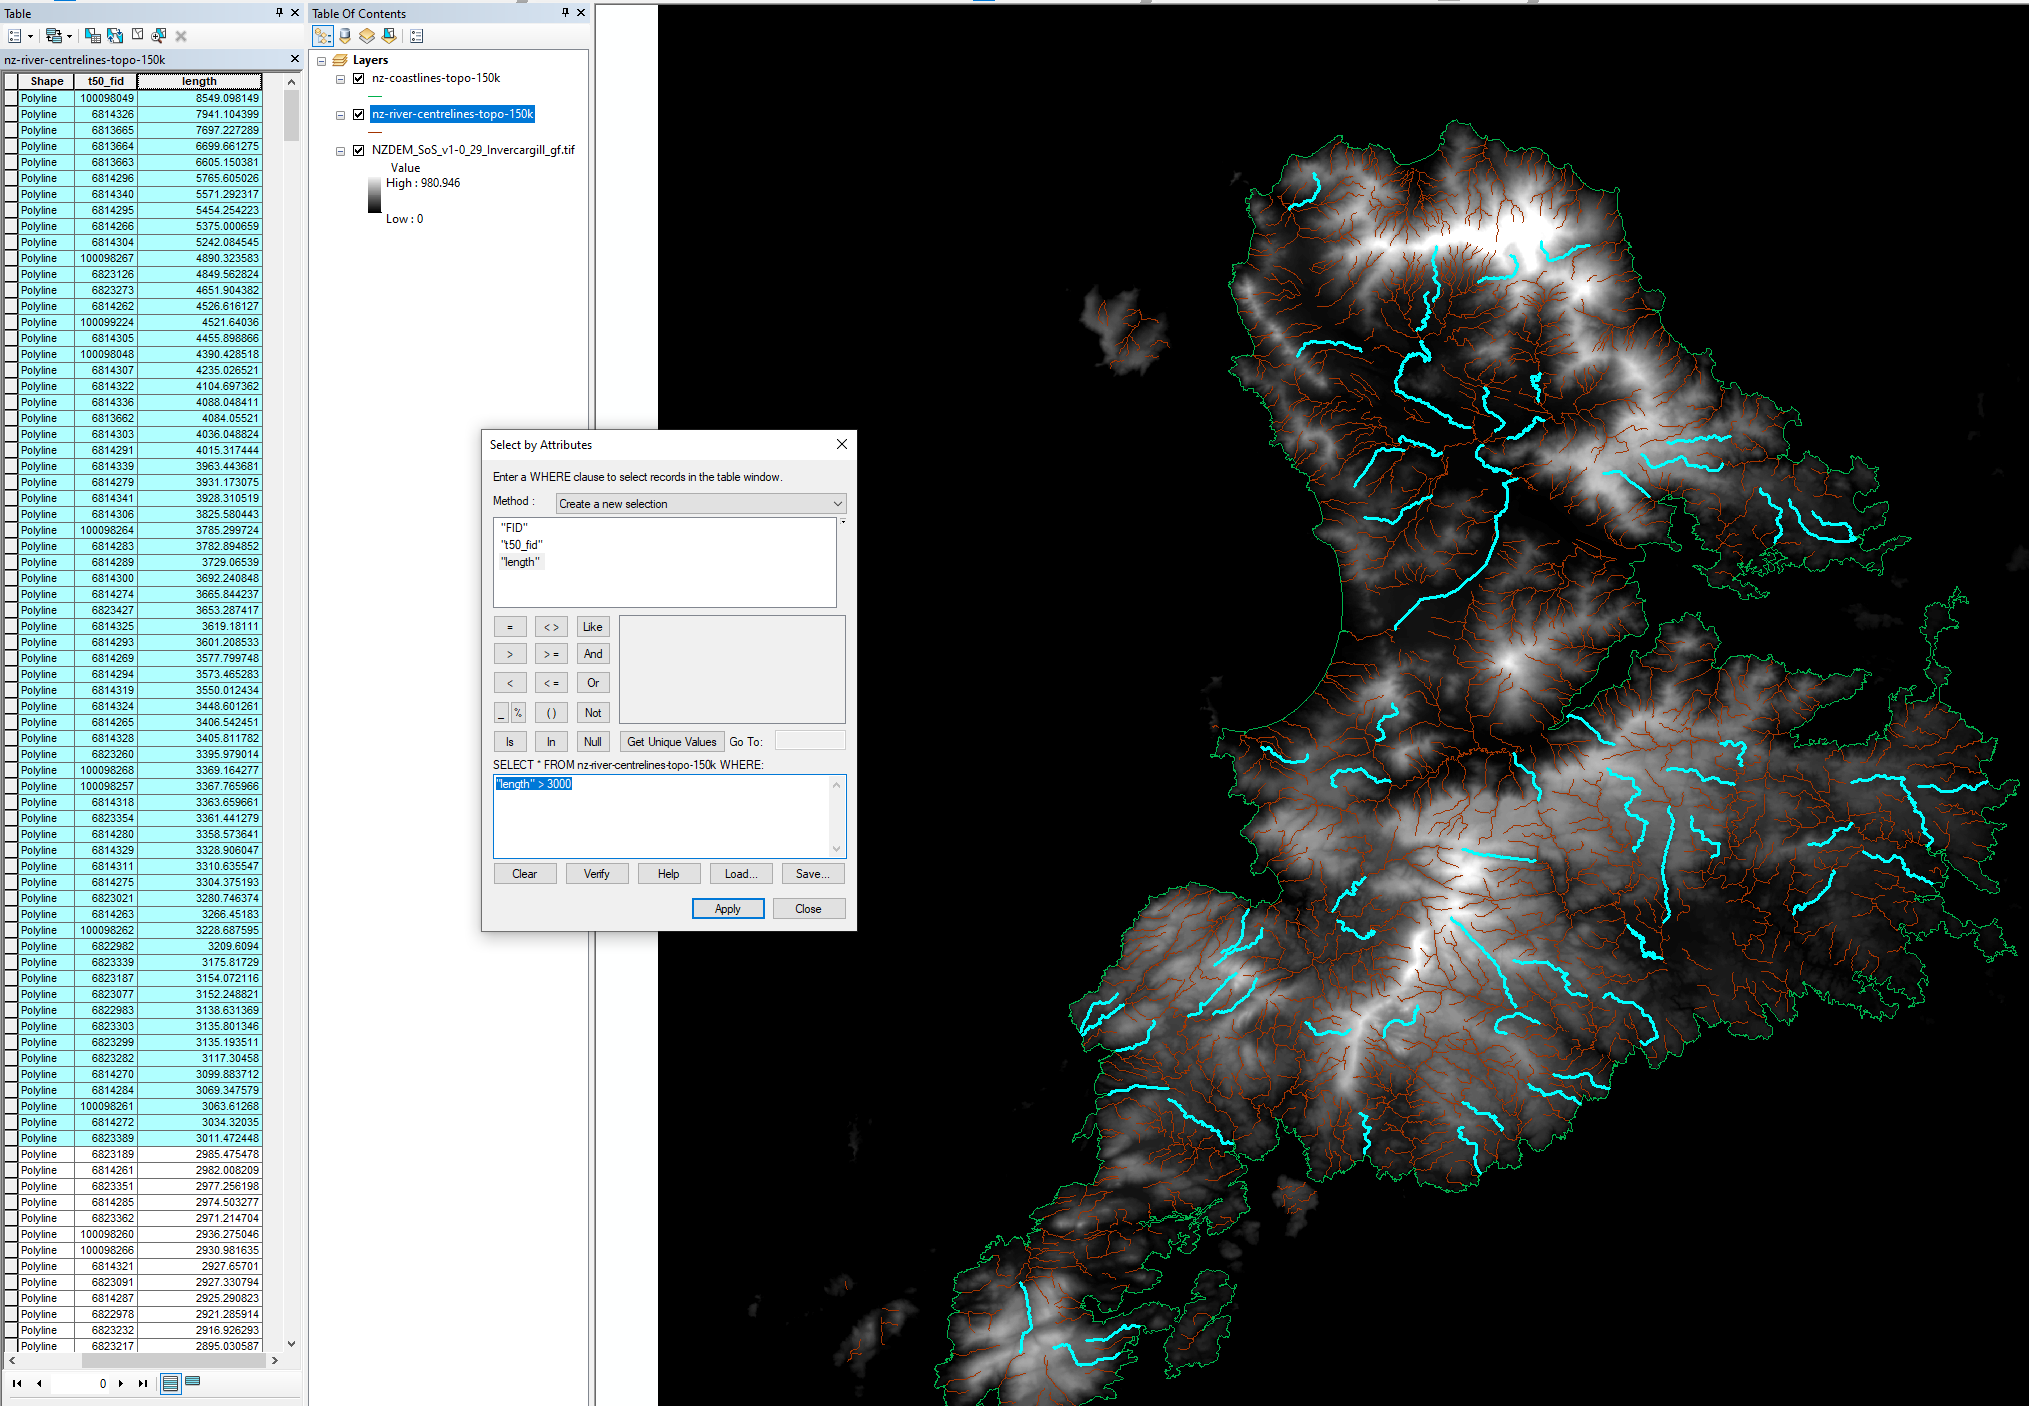 Table
nz-river-centrelines-topo-150k
Shape t50_fid length
Polyline 100098049 8549.098149
Polyline 6814326 7941.104399
Polyline 6813665 7697.227289
Polyline 6813664 6699.661275
Polyline 6813663 6605.150381
Polyline 6814296 5765.605026
Polyline 6814340 5571.292317
Polyline 6814295 5454.254223
Polyline 6814266 5375.000659
Polyline 6814304 5242.084545
Polyline 100098267 4890.323583
Polyline 6823126 4849.562824
Polyline 6823273 4651.904382
Polyline 6814262 4526.616127
Polyline 100099224 4521.64036
Polyline 6814305 4455.898866
Polyline 100098048 4390.428518
Polyline 6814307 4235.026521
Polyline 6814322 4104.697362
Polyline 6814336 4088.048411
Polyline 6813662 4084.05521
Polyline 6814303 4036.048824
Polyline 6814291 4015.317444
Polyline 6814339 3963.443681
Polyline 6814279 3931.173075
Polyline 6814341 3928.310519
Polyline 6814306 3825.580443
Polyline 100098264 3785.299724
Polyline 6814283 3782.894852
Polyline 6814289 3729.06539
Polyline 6814300 3692.240848
Polyline 6814274 3665.844237
Polyline 6823427 3653.287417
Polyline 6814325 3619.18111
Polyline 6814293 3601.208533
Polyline 6814269 3577.799748
Polyline 6814294 3573.465283
Polyline 6814319 3550.012434
Polyline 6814324 3448.601261
Polyline 6814265 3406.542451
Polyline 6814328 3405.811782
Polyline 6823260 3395.979014
Polyline 100098268 3369.164277
Polyline 100098257 3367.765966
Polyline 6814318 3363.659661
Polyline 6823354 3361.441279
Polyline 6814280 3358.573641
Polyline 6814329 3328.906047
Polyline 6814311 3310.635547
Polyline 6814275 3304.375193
Polyline 6823021 3280.746374
Polyline 6814263 3266.45183
Polyline 100098262 3228.687595
Polyline 6822982 3209.6094
Polyline 6823339 3175.81729
Polyline 6823187 3154.072116
Polyline 6823077 3152.248821
Polyline 6822983 3138.631369
Polyline 6823303 3135.801346
Polyline 6823299 3135.193511
Polyline 6823282 3117.30458
Polyline 6814270 3099.883712
Polyline 6814284 3069.347579
Polyline 100098261 3063.61268
Polyline 6814272 3034.32035
Polyline 6823389 3011.472448
Polyline 6823189 2985.475478
Polyline 6814261 2982.008209
Polyline 6823351 2977.256198
Polyline 6814285 2974.503277
Polyline 6823362 2971.214704
Polyline 100098260 2936.275046
Polyline 100098266 2930.981635
Polyline 6814321 2927.65701
Polyline 6823091 2927.330794
Polyline 6814287 2925.290823
Polyline 6822978 2921.285914
Polyline 6823232 2916.926293
Polyline 6823217 2895.030587
0
Table Of Contents
Layers
nz-coastlines-topo-150k
nz-river-centrelines-topo-150k
NZDEM_SoS_v1-0_29_Invercargill_gf.tif
Value
High : 980.946
Low : 0
Select by Attributes
Enter a WHERE clause to select records in the table window.
Method : Create a new selection
"FID"
"t50_fid"
"length"
= < > Like
> > = And
< < = Or
_ % ( ) Not
Is In Null Get Unique Values Go To:
SELECT * FROM nz-river-centrelines-topo-150k WHERE:
"length" > 3000
Clear Verify Help Load... Save...
Apply Close